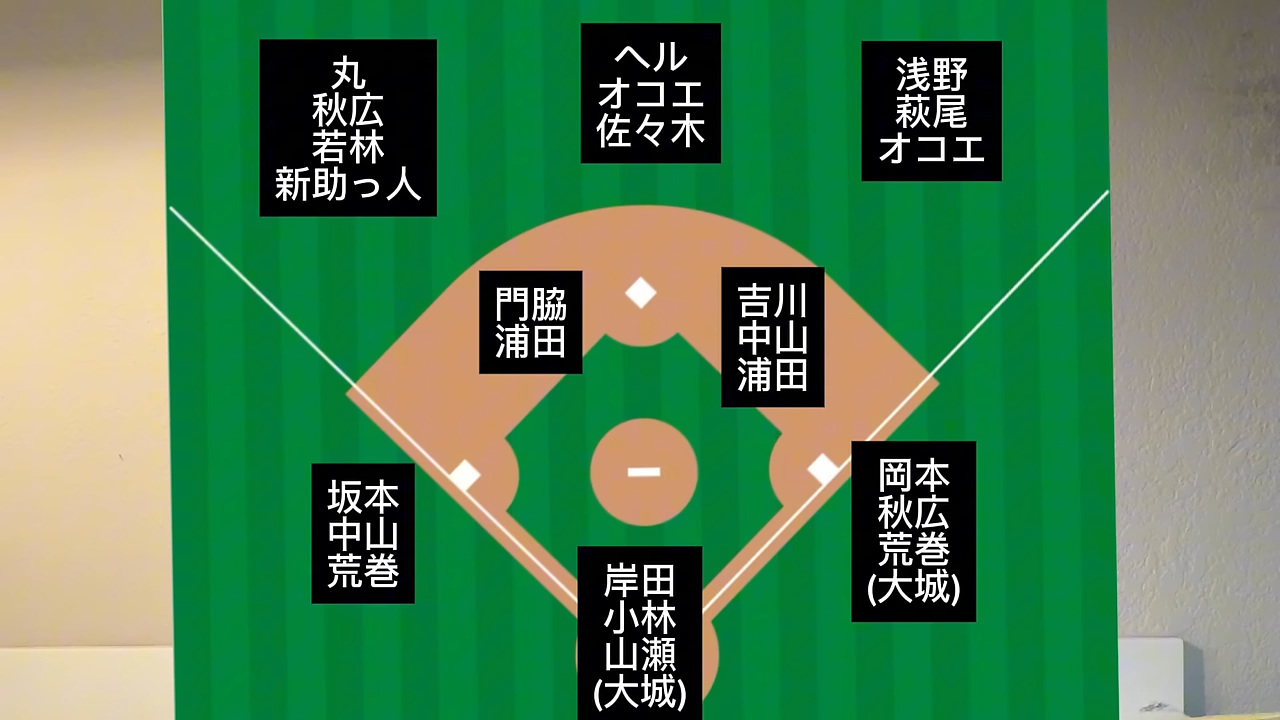 丸
秋広
若林
新助っ人
ヘル
オコエ
佐々木
浅野
萩尾
オコエ
門脇
浦田
吉川
中山
浦田
坂本
中山
荒巻
岡本
秋広
荒巻
(大城)
岸田
小林
山瀬
(大城)